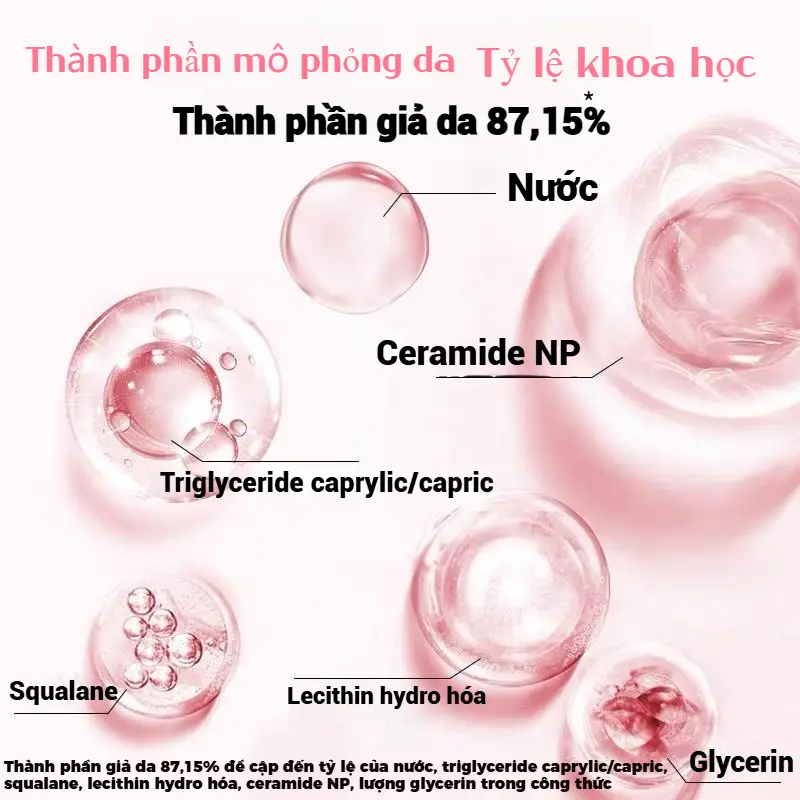 Thành phần mô phỏng da Tỷ lệ khoa học
Thành phần giả da 87,15%*
Nước
Ceramide NP
Triglyceride caprylic/capric
Squalane
Lecithin hydro hóa
Glycerin
Thành phần giả da 87,15% đề cập đến tỷ lệ của nước, triglyceride caprylic/capric,
squalane, lecithin hydro hóa, ceramide NP, lượng glycerin trong công thức